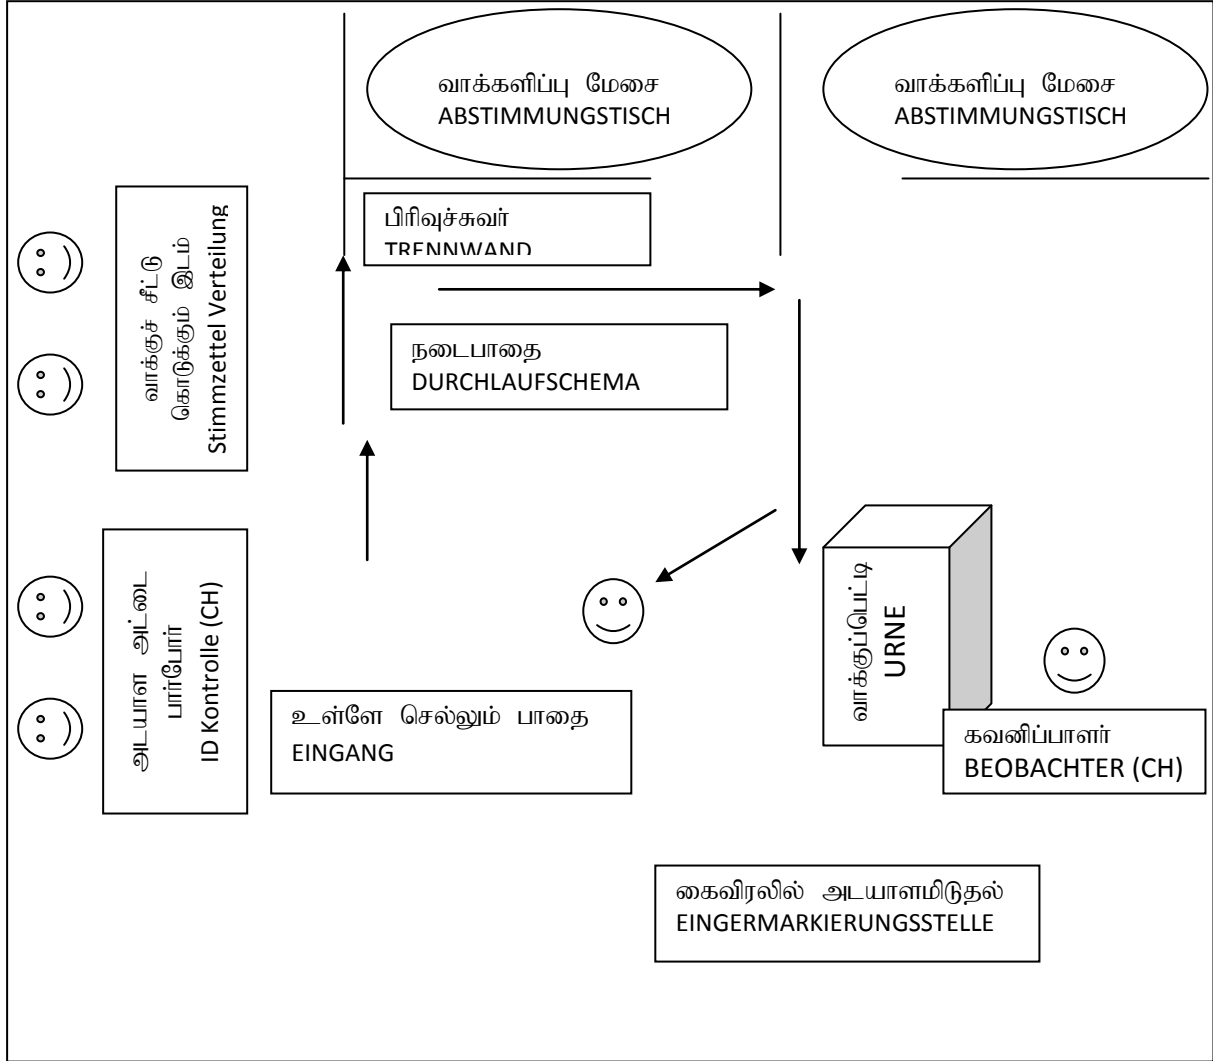 வாக்களிப்பு மேசை
ABSTIMMUNGSTISCH
வாக்களிப்பு மேசை
ABSTIMMUNGSTISCH
பிரிவுச்சுவர்
TRENNWAND
வாக்குச் சீட்டு
கொடுக்கும் இடம்
Stimmzettel Verteilung
நடைபாதை
DURCHLAUFSCHEMA
அடயாள அட்டை
பார்போர்
ID Kontrolle (CH)
உள்ளே செல்லும் பாதை
EINGANG
வாக்குப்பெட்டி
URNE
கவனிப்பாளர்
BEOBACHTER (CH)
கைவிரலில் அடயாளமிடுதல்
EINGERMARKIERUNGSSTELLE